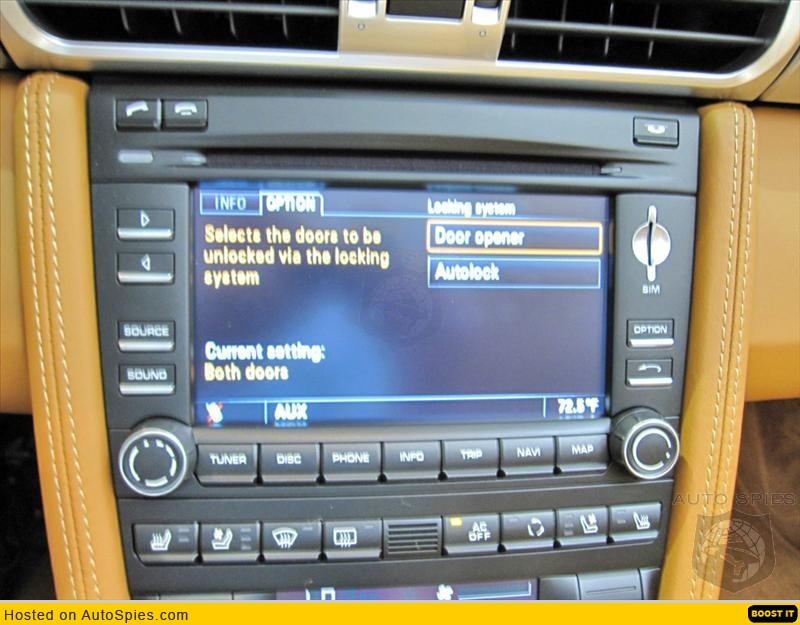 INFO OPTION Locking system
Selects the doors to be
unlocked via the locking
system
Door opener
Autolock
Current setting:
Both doors
AUX 72.5°F
SIM
SOURCE
SOUND
OPTION
TUNER DISC PHONE INFO TRIP NAVI MAP
AC
OFF
AUTO SPIES
Hosted on AutoSpies.com BOOST IT